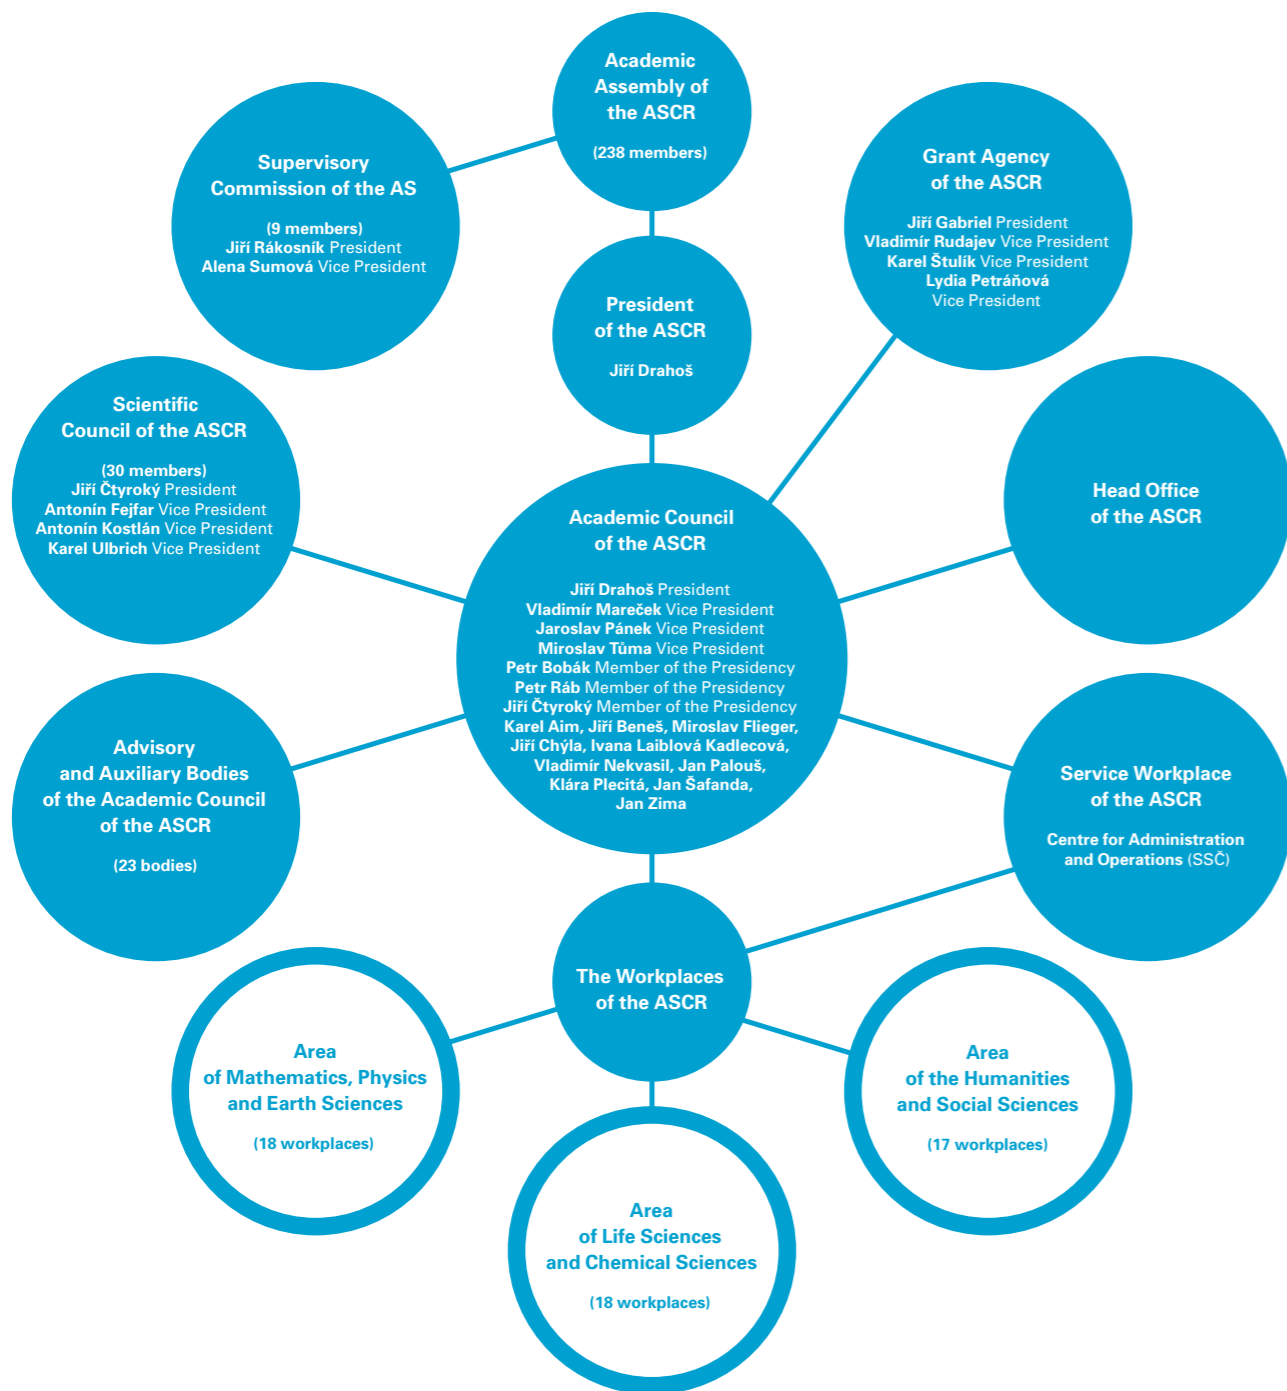 Academic
Assembly of
the ASCR
(238 members)
Supervisory
Commission of the AS
(9 members)
Jiří Rákosník President
Alena Sumová Vice President
Grant Agency
of the ASCR
Jiří Gabriel President
Vladimír Rudajev Vice President
Karel Štulík Vice President
Lydia Petráňová
Vice President
President
of the ASCR
Jiří Drahoš
Scientific
Council of the ASCR
(30 members)
Jiří Čtyroký President
Antonín Fejfar Vice President
Antonín Kostlán Vice President
Karel Ulbrich Vice President
Head Office
of the ASCR
Academic Council
of the ASCR
Jiří Drahoš President
Vladimír Mareček Vice President
Jaroslav Pánek Vice President
Miroslav Tůma Vice President
Petr Bobák Member of the Presidency
Petr Ráb Member of the Presidency
Jiří Čtyroký Member of the Presidency
Karel Aim, Jiří Beneš, Miroslav Flieger,
Jiří Chýla, Ivana Laiblová Kadlecová,
Vladimír Nekvasil, Jan Palouš,
Klára Plecitá, Jan Šafanda,
Jan Zima
Advisory
and Auxiliary Bodies
of the Academic Council
of the ASCR
(23 bodies)
Service Workplace
of the ASCR
Centre for Administration
and Operations (SSČ)
The Workplaces
of the ASCR
Area
of Mathematics, Physics
and Earth Sciences
(18 workplaces)
Area
of the Humanities
and Social Sciences
(17 workplaces)
Area
of Life Sciences
and Chemical Sciences
(18 workplaces)